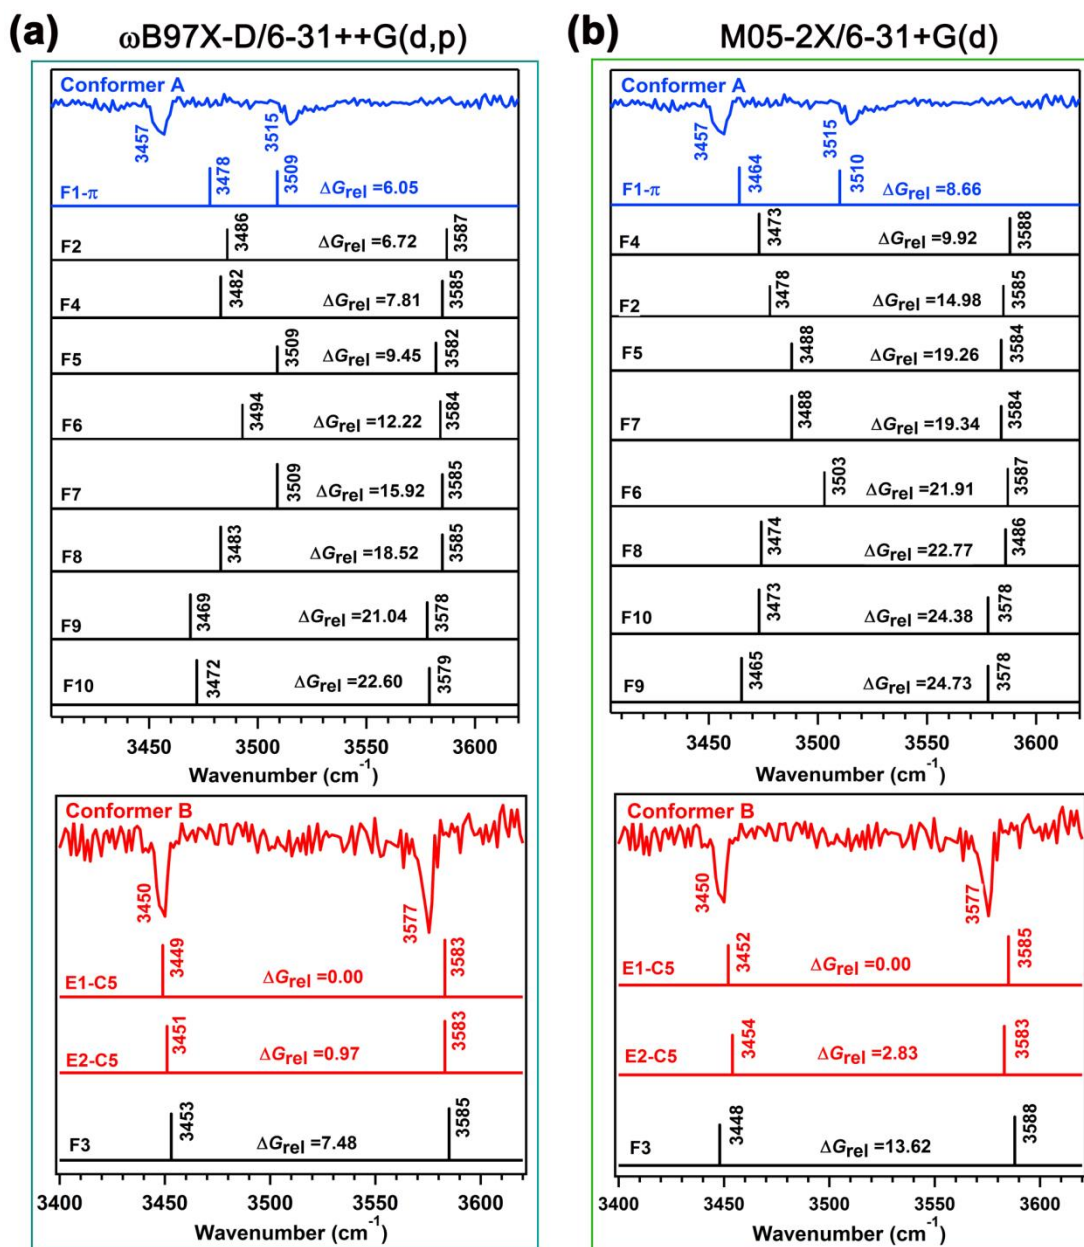 (a) ωB97X-D/6-31++G(d,p)
Conformer A
3457
3515
F1-π 3478 3509 ΔGrel =6.05
F2 3486 ΔGrel =6.72 3587
F4 3482 ΔGrel =7.81 3585
F5 3509 ΔGrel =9.45 3582
F6 3494 ΔGrel =12.22 3584
F7 3509 ΔGrel =15.92 3585
F8 3483 ΔGrel =18.52 3585
F9 3469 ΔGrel =21.04 3578
F10 3472 ΔGrel =22.60 3579
3450 3500 3550 3600
Wavenumber (cm-1)
Conformer B
3450
3577
E1-C5 3449 ΔGrel =0.00 3583
E2-C5 3451 ΔGrel =0.97 3583
F3 3453 ΔGrel =7.48 3585
3400 3450 3500 3550 3600
Wavenumber (cm-1)
(b) M05-2X/6-31+G(d)
Conformer A
3457
3515
F1-π 3464 3510 ΔGrel =8.66
F4 3473 ΔGrel =9.92 3588
F2 3478 ΔGrel =14.98 3585
F5 3488 ΔGrel =19.26 3584
F7 3488 ΔGrel =19.34 3584
F6 3503 ΔGrel =21.91 3587
F8 3474 ΔGrel =22.77 3486
F10 3473 ΔGrel =24.38 3578
F9 3465 ΔGrel =24.73 3578
3450 3500 3550 3600
Wavenumber (cm-1)
Conformer B
3450
3577
E1-C5 3452 ΔGrel =0.00 3585
E2-C5 3454 ΔGrel =2.83 3583
F3 3448 ΔGrel =13.62 3588
3400 3450 3500 3550 3600
Wavenumber (cm-1)